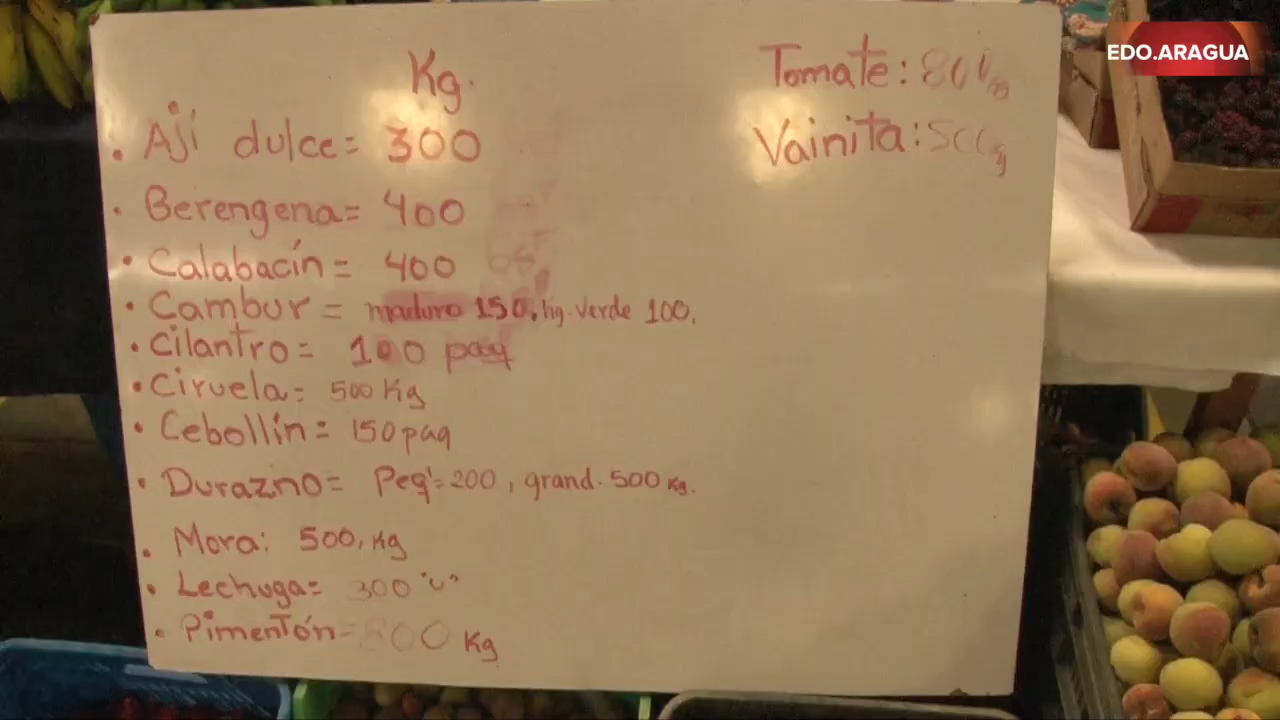 Kg.
• Ají dulce = 300
• Berengena = 400
• Calabacín = 400
• Cambur = maduro 150, kg. verde 100,
• Cilantro = 100 paq
• Ciruela = 500 Kg
• Cebollín = 150 paq
• Durazno = Peq' = 200, grand. 500 Kg.
• Mora: 500, Kg
• Lechuga = 300 "u"
• Pimentón = 800 Kg
Tomate: 800 Kg
Vainita: 500 Kg
EDO.ARAGUA